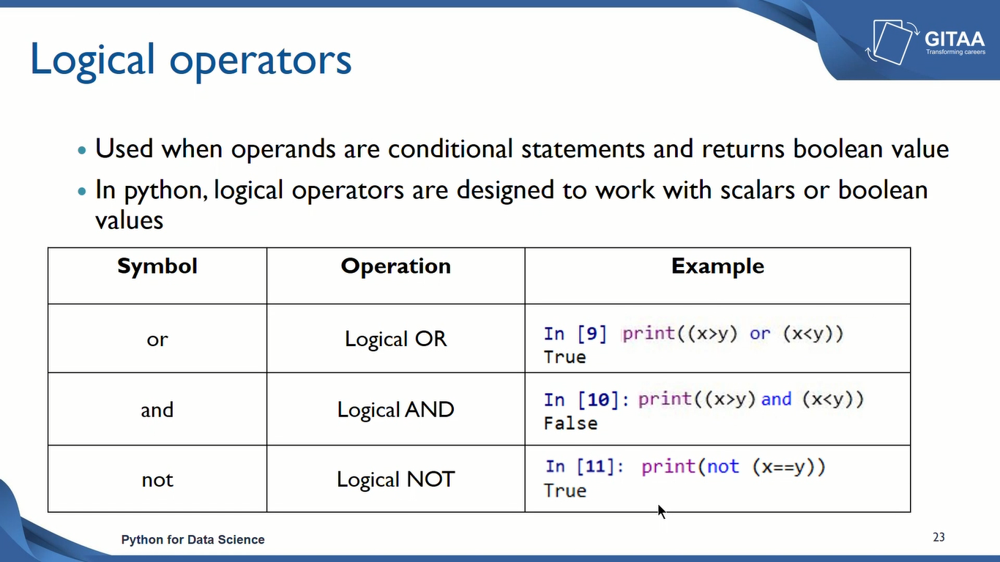 GITAA
Transforming careers
Logical operators
• Used when operands are conditional statements and returns boolean value
• In python, logical operators are designed to work with scalars or boolean
values
Symbol Operation Example
or Logical OR In [9] print((x>y) or (x<y))
True
and Logical AND In [10]: print((x>y) and (x<y))
False
not Logical NOT In [11]: print(not (x==y))
True
Python for Data Science
23